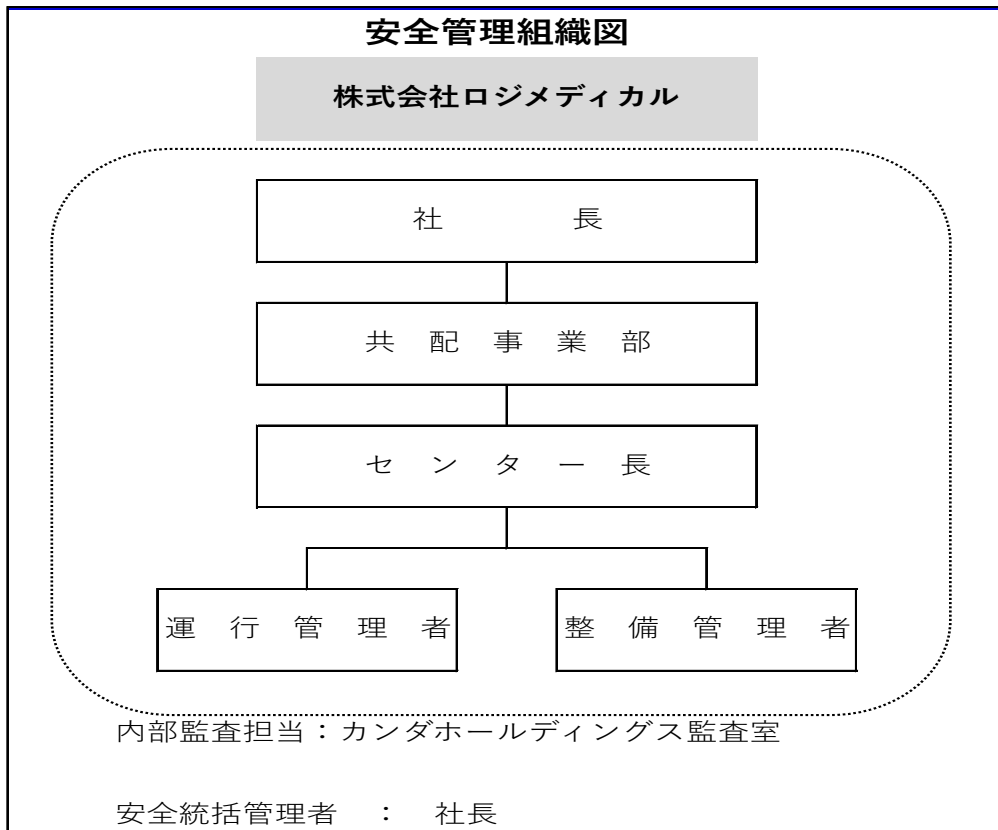 安全管理組織図
株式会社ロジメディカル
社　長
共 配 事 業 部
セ ン タ ー 長
運 行 管 理 者　整 備 管 理 者
内部監査担当：カンダホールディングス監査室
安全統括管理者　：　社長